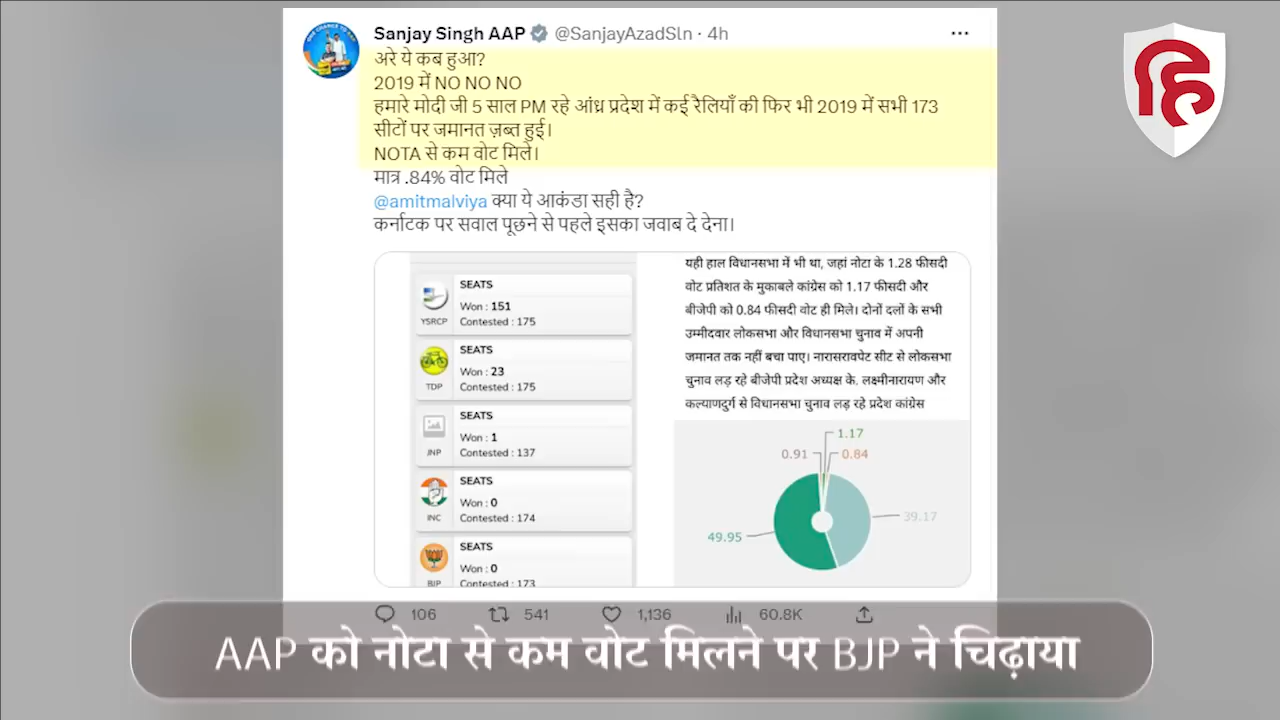 Sanjay Singh AAP @SanjayAzadSln · 4h
अरे ये कब हुआ?
2019 में NO NO NO
हमारे मोदी जी 5 साल PM रहे आंध्र प्रदेश में कई रैलियाँ की फिर भी 2019 में सभी 173
सीटों पर जमानत ज़ब्त हुई।
NOTA से कम वोट मिले।
मात्र .84% वोट मिले
@amitmalviya क्या ये आकंडा सही है?
कर्नाटक पर सवाल पूछने से पहले इसका जवाब दे देना।
SEATS
Won : 151
Contested : 175
YSRCP
SEATS
Won : 23
Contested : 175
TDP
SEATS
Won : 1
Contested : 137
JNP
SEATS
Won : 0
Contested : 174
INC
SEATS
Won : 0
Contested : 173
BJP
यही हाल विधानसभा में भी था, जहां नोटा के 1.28 फीसदी
वोट प्रतिशत के मुकाबले कांग्रेस को 1.17 फीसदी और
बीजेपी को 0.84 फीसदी वोट ही मिले। दोनों दलों के सभी
उम्मीदवार लोकसभा और विधानसभा चुनाव में अपनी
जमानत तक नहीं बचा पाए। नारासरावपेट सीट से लोकसभा
चुनाव लड़ रहे बीजेपी प्रदेश अध्यक्ष के. लक्ष्मीनारायण और
कल्याणदुर्ग से विधानसभा चुनाव लड़ रहे प्रदेश कांग्रेस
1.17
0.91
0.84
39.17
49.95
106 541 1,136 60.8K
AAP को नोटा से कम वोट मिलने पर BJP ने चिढ़ाया
हि